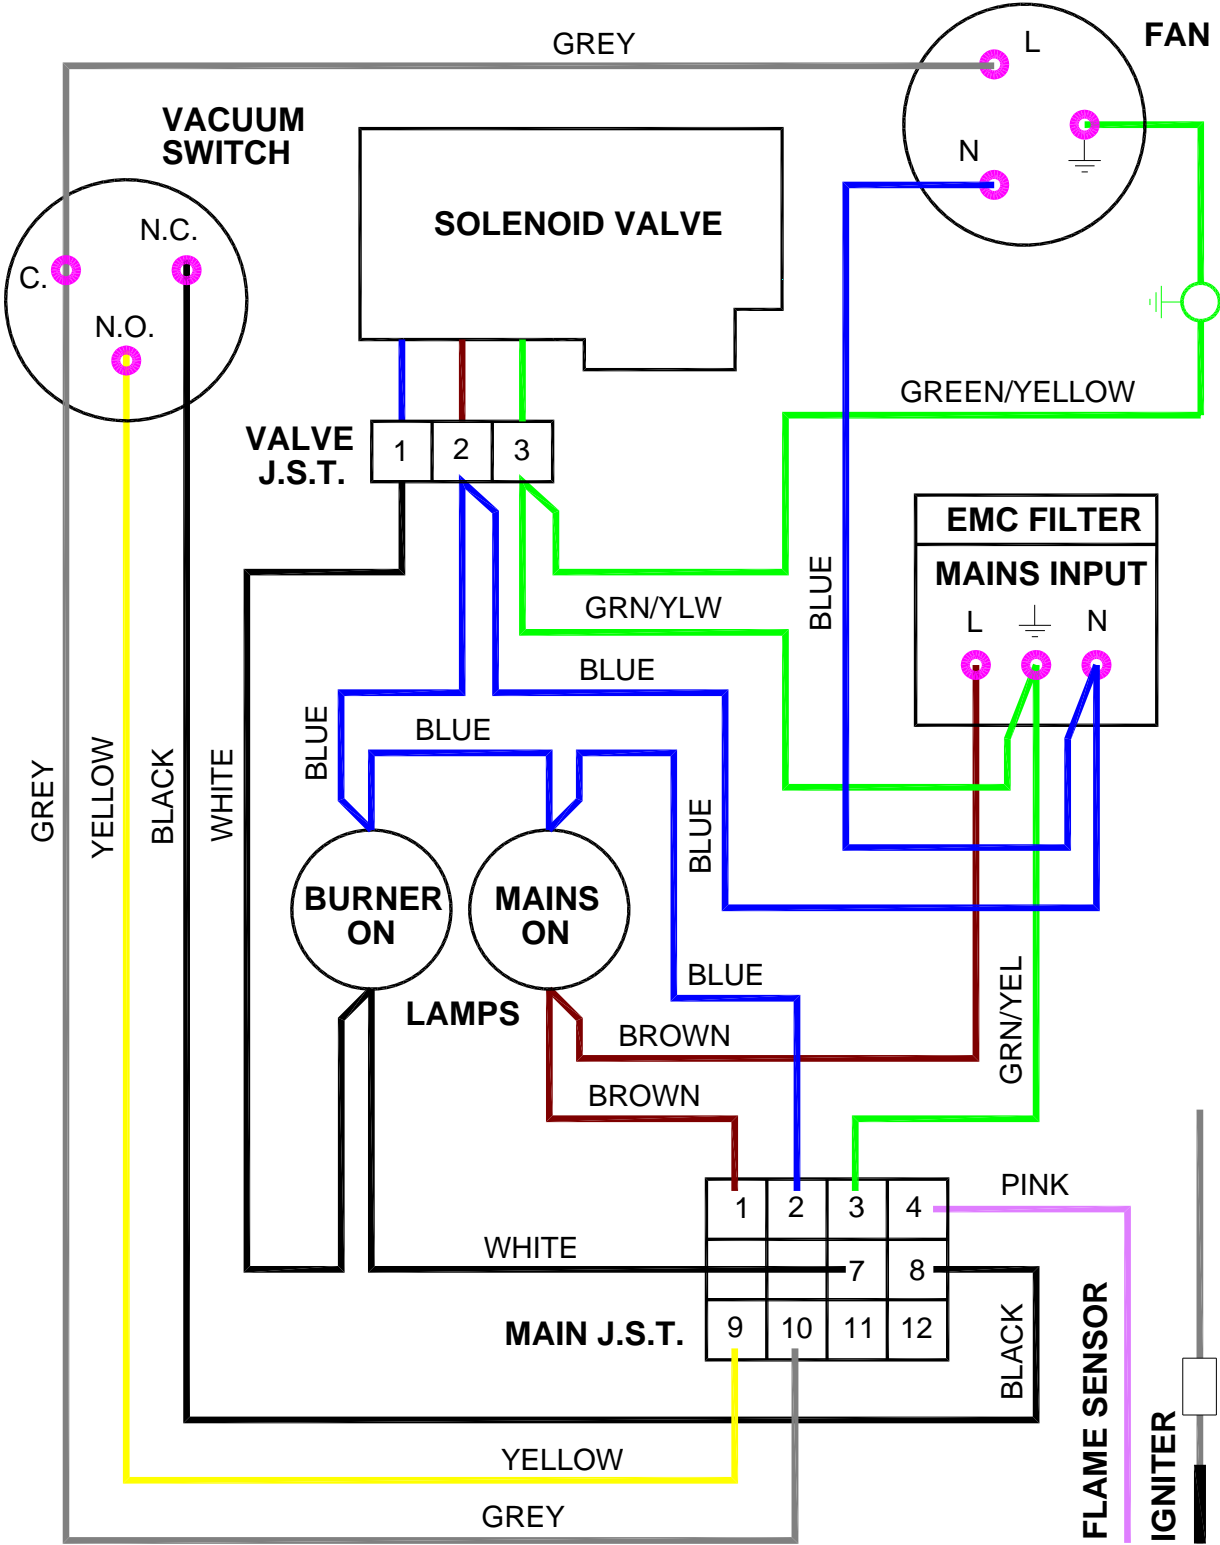 GREY
L
FAN
VACUUM
SWITCH
N
SOLENOID VALVE
N.C.
C.
N.O.
GREEN/YELLOW
VALVE
J.S.T.
1
2
3
EMC FILTER
MAINS INPUT
L
N
BLUE
GRN/YLW
BLUE
BLUE
BLUE
GREY
YELLOW
BLACK
WHITE
BLUE
BURNER
ON
MAINS
ON
BLUE
LAMPS
BROWN
GRN/YEL
BROWN
PINK
1
2
3
4
WHITE
7
8
MAIN J.S.T.
9
10
11
12
BLACK
FLAME SENSOR
IGNITER
YELLOW
GREY